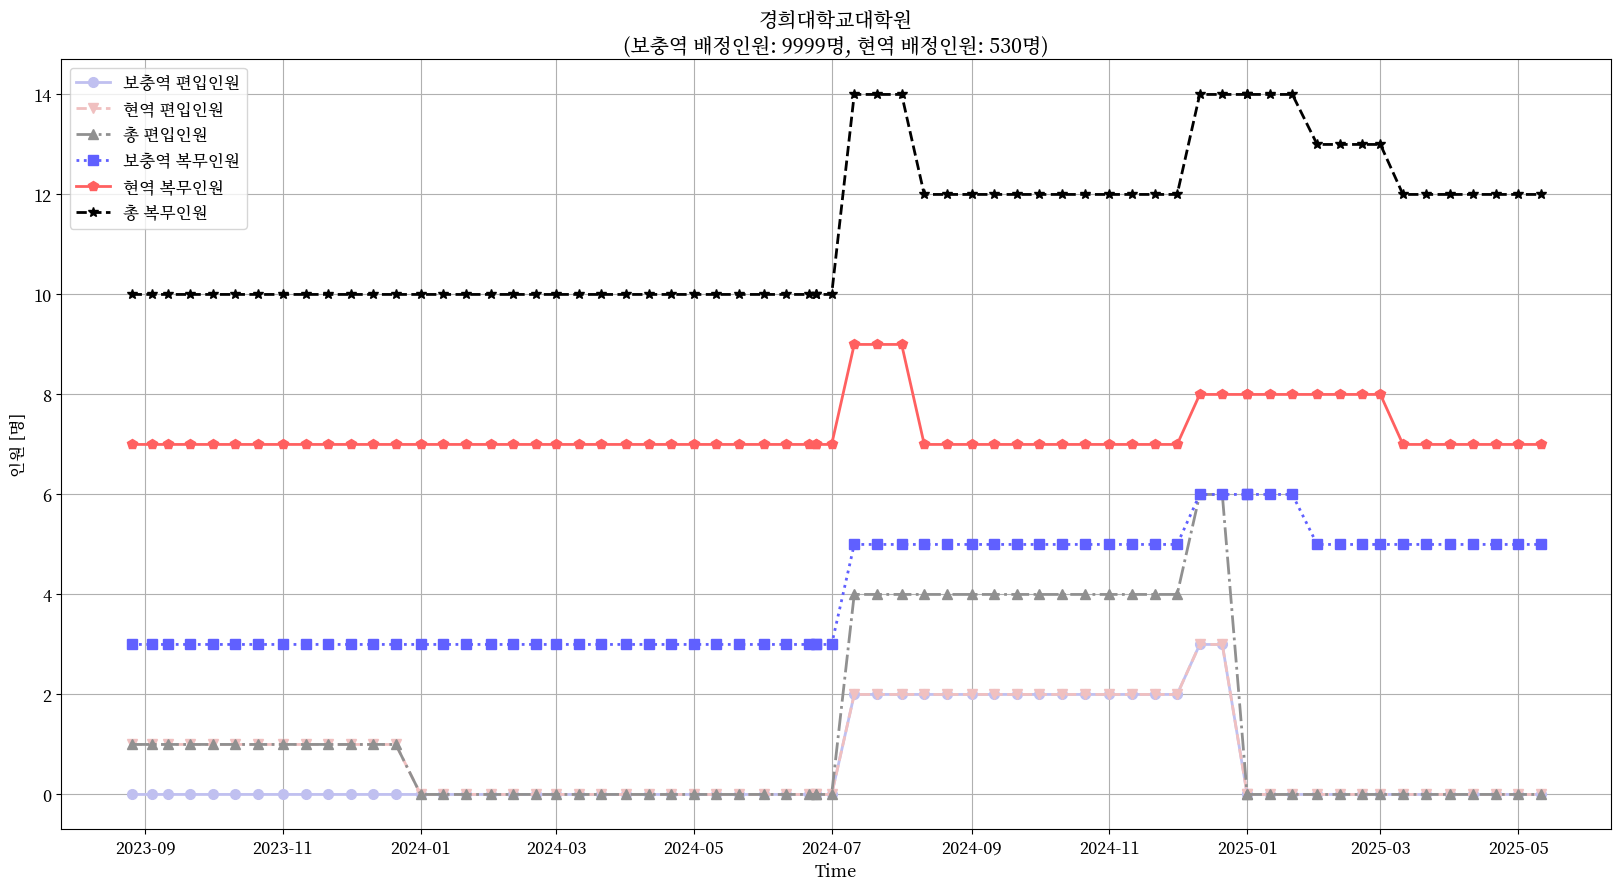 경희대학교대학원
(보충역 배정인원: 9999명, 현역 배정인원: 530명)
보충역 편입인원
현역 편입인원
총 편입인원
보충역 복무인원
현역 복무인원
총 복무인원
인원 [명]
14
12
10
8
6
4
2
0
2023-09
2023-11
2024-01
2024-03
2024-05
2024-07
2024-09
2024-11
2025-01
2025-03
2025-05
Time